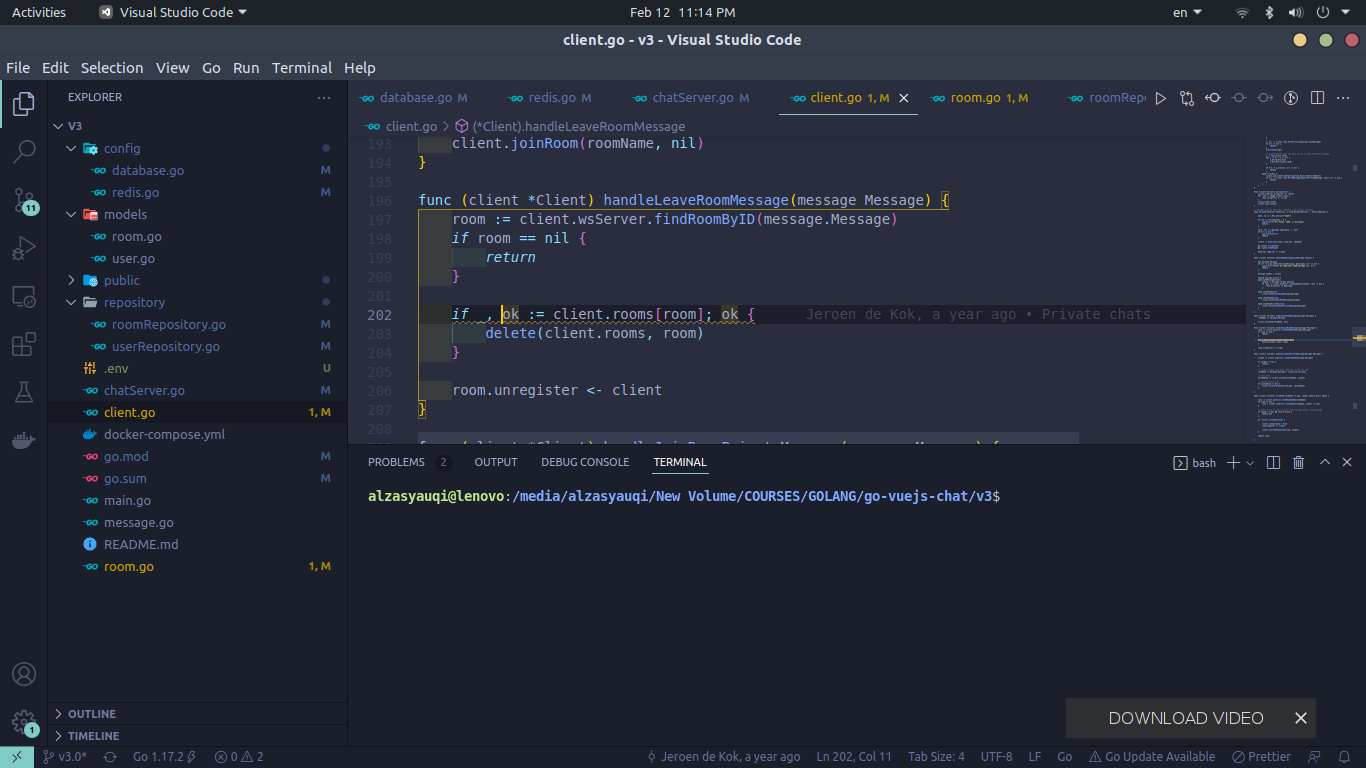 Activities Visual Studio Code Feb 12 11:14 PM en
client.go - v3 - Visual Studio Code
File Edit Selection View Go Run Terminal Help
EXPLORER
database.go M redis.go M chatServer.go M client.go 1, M room.go 1, M roomRepo
V3
client.go > (*Client).handleLeaveRoomMessage
config
database.go M
redis.go M
models
room.go
user.go
public
repository
roomRepository.go M
userRepository.go M
.env U
chatServer.go M
client.go 1, M
docker-compose.yml
go.mod M
go.sum M
main.go
message.go
README.md
room.go 1, M
OUTLINE
TIMELINE
11
1
193 client.joinRoom(roomName, nil)
194 }
195
196 func (client *Client) handleLeaveRoomMessage(message Message) {
197 room := client.wsServer.findRoomByID(message.Message)
198 if room == nil {
199 return
200 }
201
202 if _, ok := client.rooms[room]; ok { Jeroen de Kok, a year ago • Private chats
203 delete(client.rooms, room)
204 }
205
206 room.unregister <- client
207 }
208
PROBLEMS 2 OUTPUT DEBUG CONSOLE TERMINAL bash
alzasyauqi@lenovo:/media/alzasyauqi/New Volume/COURSES/GOLANG/go-vuejs-chat/v3$
DOWNLOAD VIDEO
v3.0* Go 1.17.2 0 2 Jeroen de Kok, a year ago Ln 202, Col 11 Tab Size: 4 UTF-8 LF Go Go Update Available Prettier